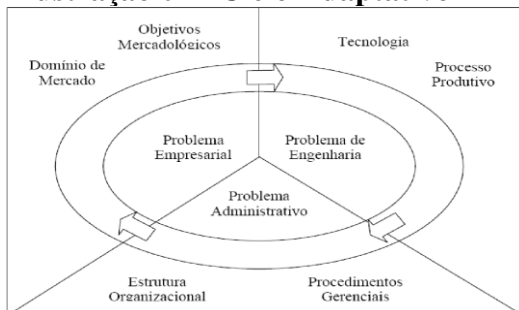 Objetivos
Mercadológicos
Tecnologia
Domínio de
Mercado
Processo
Produtivo
Problema
Empresarial
Problema de
Engenharia
Problema
Administrativo
Estrutura
Organizacional
Procedimentos
Gerenciais